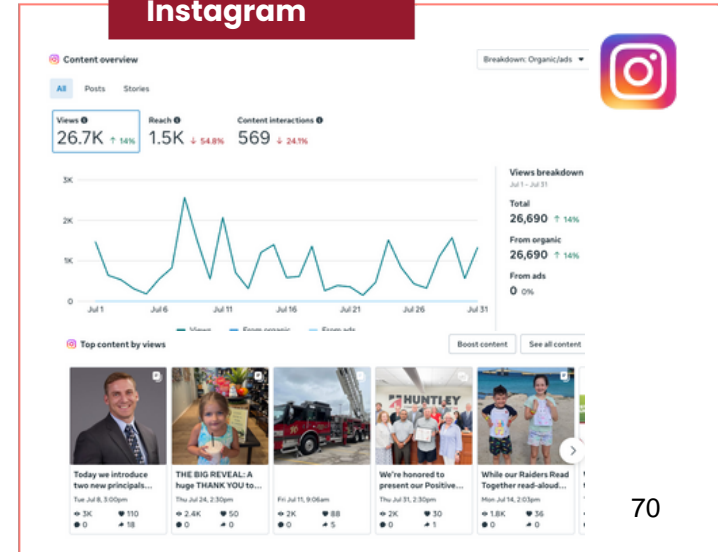 Instagram
Content overview
Breakdown: Organic/ads
All Posts Stories
Views Reach Content interactions
26.7K ↑ 14% 1.5K ↓ 54.8% 569 ↓ 24.1%
3K
2K
1K
0
Jul 1 Jul 6 Jul 11 Jul 16 Jul 21 Jul 26 Jul 31
Views From organic From ads
Views breakdown
Jul 1 – Jul 31
Total
26,690 ↑ 14%
From organic
26,690 ↑ 14%
From ads
0 0%
Top content by views
Boost content See all content
HUNTLEY
Today we introduce
two new principals...
Tue Jul 8, 3:00pm
3K 110
0 18
THE BIG REVEAL: A
huge THANK YOU to...
Thu Jul 24, 2:30pm
2.4K 50
0 0
Fri Jul 11, 9:06am
2K 88
0 5
We're honored to
present our Positive...
Thu Jul 31, 2:30pm
2K 30
0 1
While our Raiders Read
Together read-aloud...
Mon Jul 14, 2:03pm
1.8K 36
0 0
70